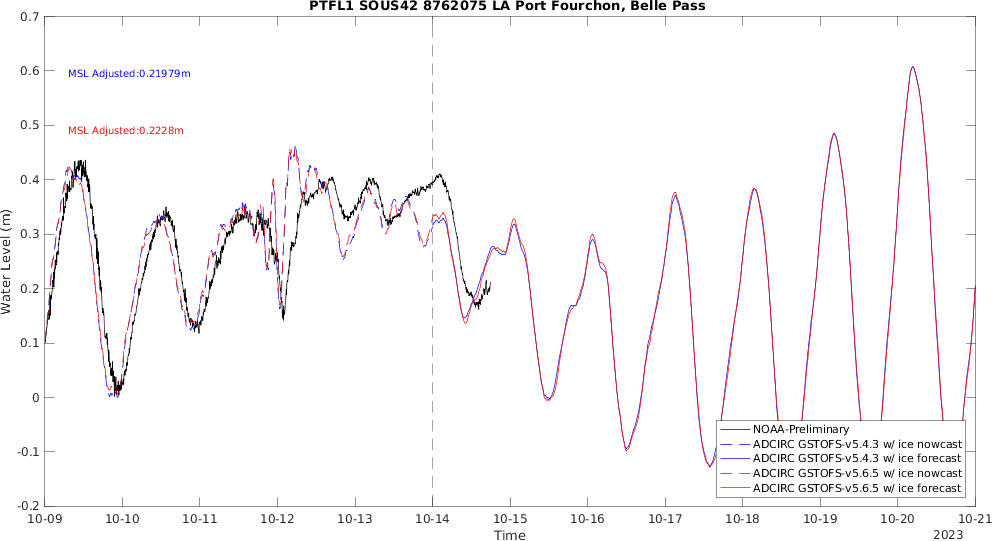 PTFL1 SOUS42 8762075 LA Port Fourchon, Belle Pass
0.7
0.6
0.5
0.4
0.3
0.2
0.1
0
-0.1
-0.2
Water Level (m)
MSL Adjusted:0.21979m
MSL Adjusted:0.2228m
NOAA-Preliminary
ADCIRC GSTOFS-v5.4.3 w/ ice nowcast
ADCIRC GSTOFS-v5.4.3 w/ ice forecast
ADCIRC GSTOFS-v5.6.5 w/ ice nowcast
ADCIRC GSTOFS-v5.6.5 w/ ice forecast
10-09 10-10 10-11 10-12 10-13 10-14 10-15 10-16 10-17 10-18 10-19 10-20 10-21
Time
2023